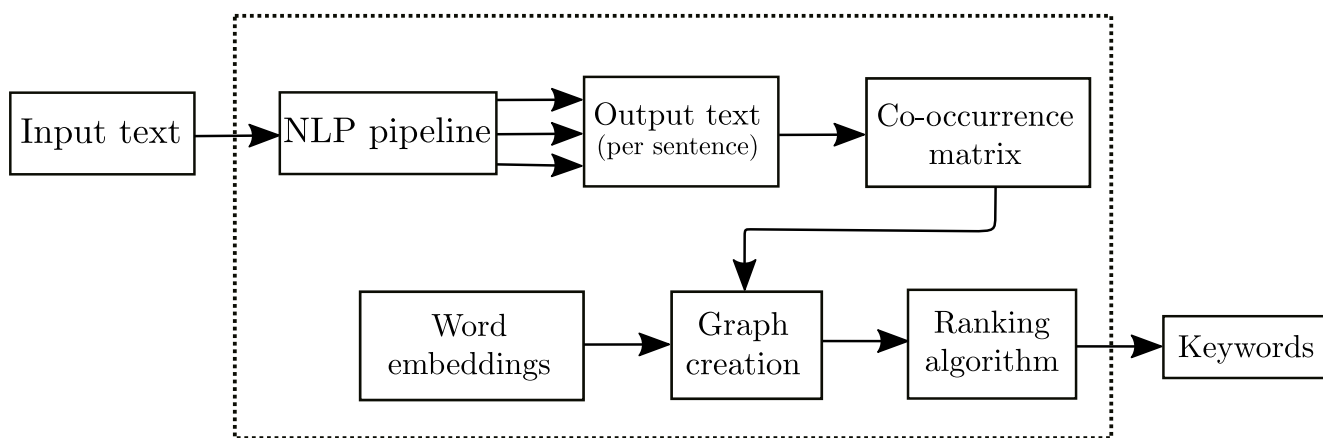 Input text
NLP pipeline
Output text
(per sentence)
Co-occurrence
matrix
Word
embeddings
Graph
creation
Ranking
algorithm
Keywords